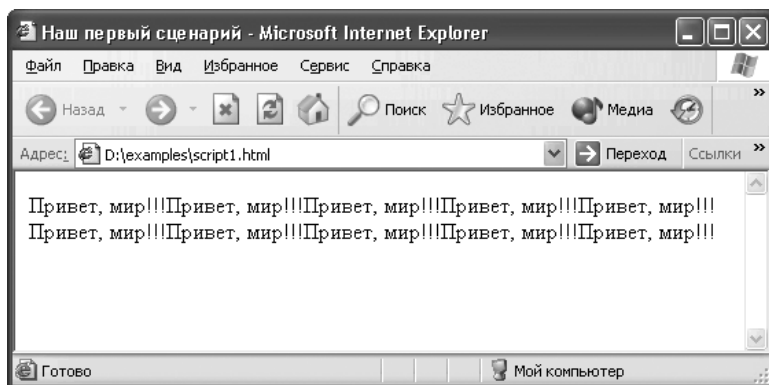 Наш первый сценарий - Microsoft Internet Explorer
Файл Правка Вид Избранное Сервис Справка
Назад Поиск Избранное Медиа »
Адрес: D:\examples\script1.html Переход Ссылки »
Привет, мир!!!Привет, мир!!!Привет, мир!!!Привет, мир!!!Привет, мир!!!
Привет, мир!!!Привет, мир!!!Привет, мир!!!Привет, мир!!!Привет, мир!!!
Готово Мой компьютер